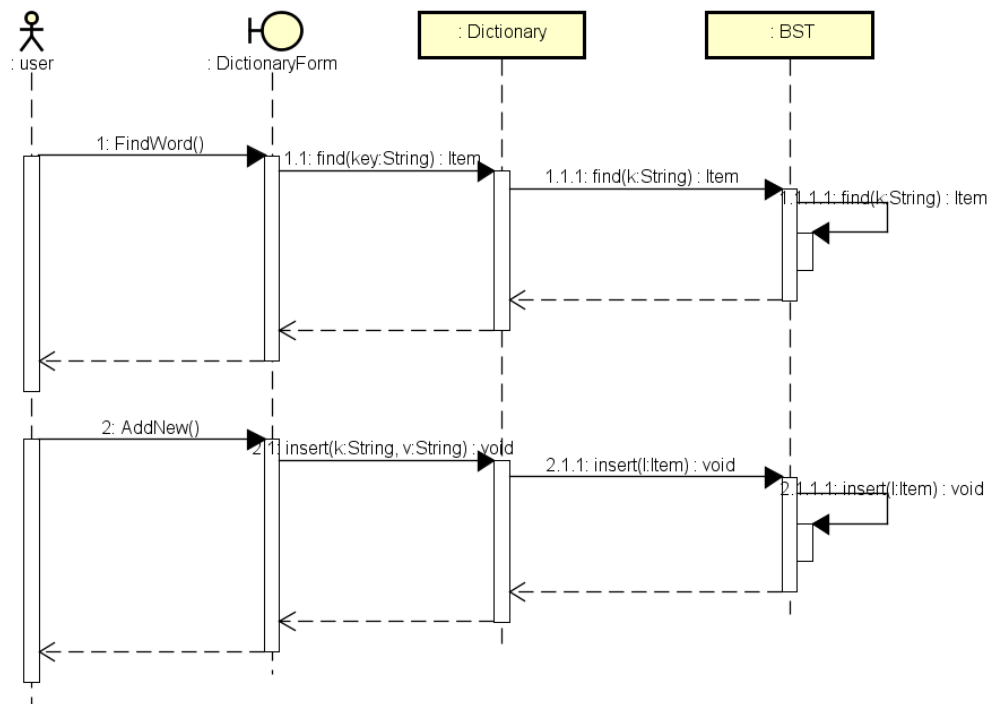 : user
: DictionaryForm
: Dictionary
: BST
1: FindWord()
1.1: find(key:String) : Item
1.1.1: find(k:String) : Item
1.1.1.1: find(k:String) : Item
2: AddNew()
2.1: insert(k:String, v:String) : void
2.1.1: insert(I:Item) : void
2.1.1.1: insert(I:Item) : void